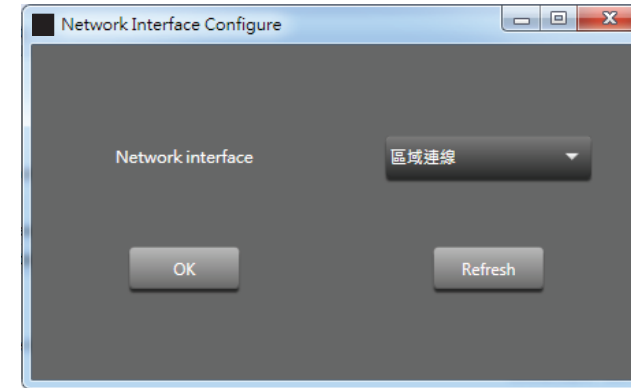 Network Interface Configure
Network interface
區域連線
OK
Refresh